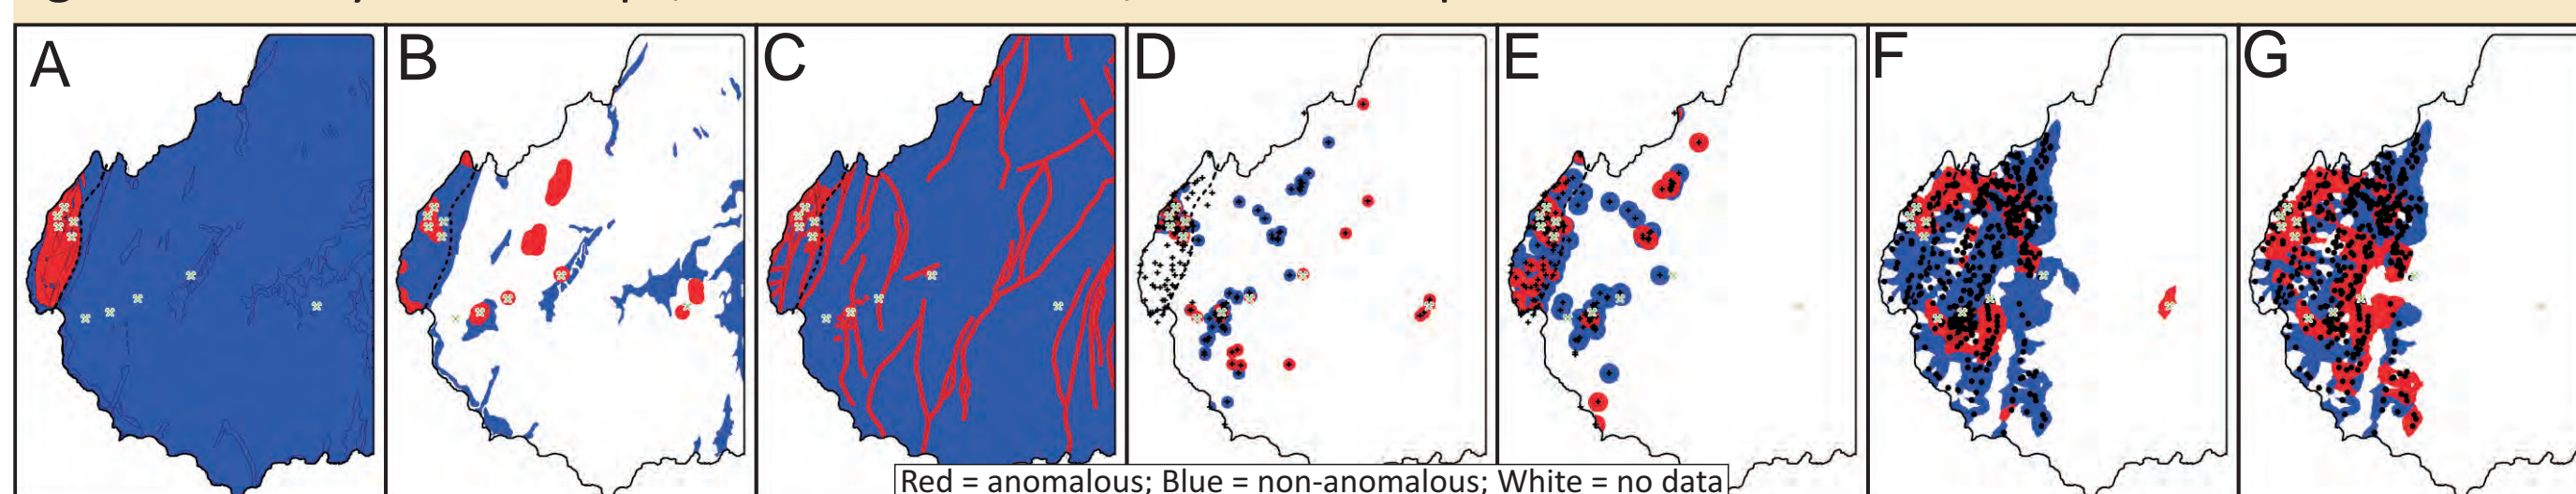 A B C D E F G
Red = anomalous; Blue = non-anomalous; White = no data